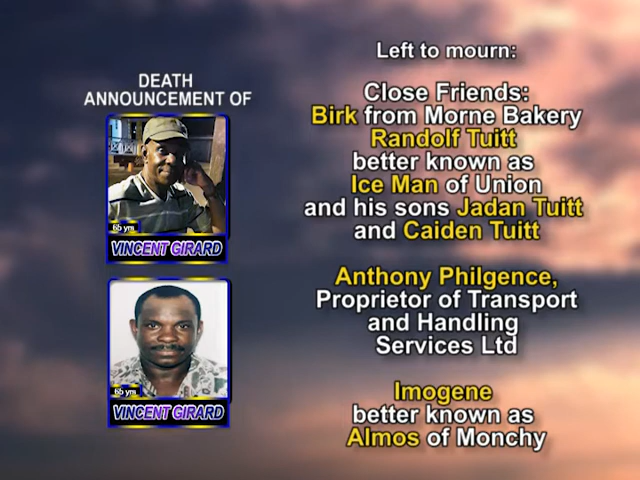 DEATH
ANNOUNCEMENT OF
65 yrs
VINCENT GIRARD
65 yrs
VINCENT GIRARD
Left to mourn:
Close Friends:
Birk from Morne Bakery
Randolf Tuitt
better known as
Ice Man of Union
and his sons Jadan Tuitt
and Caiden Tuitt
Anthony Philgence,
Proprietor of Transport
and Handling
Services Ltd
Imogene
better known as
Almos of Monchy